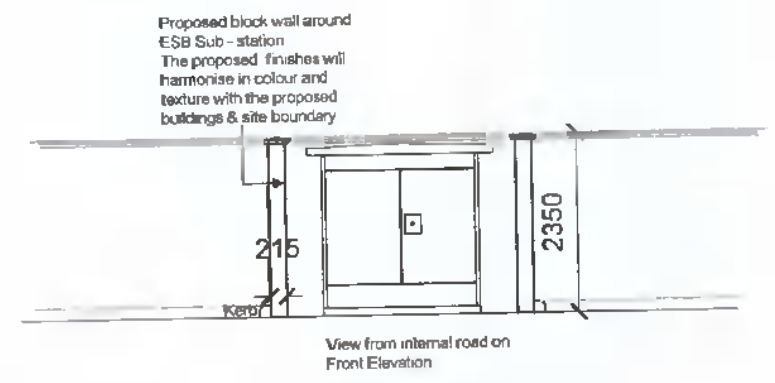 Proposed block wall around
ESB Sub - station
The proposed finishes will
harmonise in colour and
texture with the proposed
buildings & site boundary
215
2350
Kerb
View from internal road on
Front Elevation